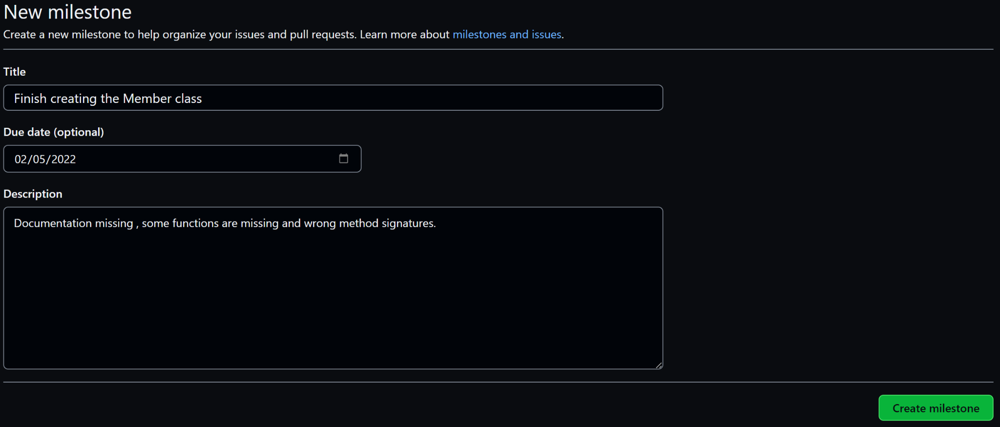 New milestone
Create a new milestone to help organize your issues and pull requests. Learn more about milestones and issues.
Title
Finish creating the Member class
Due date (optional)
02/05/2022
Description
Documentation missing , some functions are missing and wrong method signatures.
Create milestone